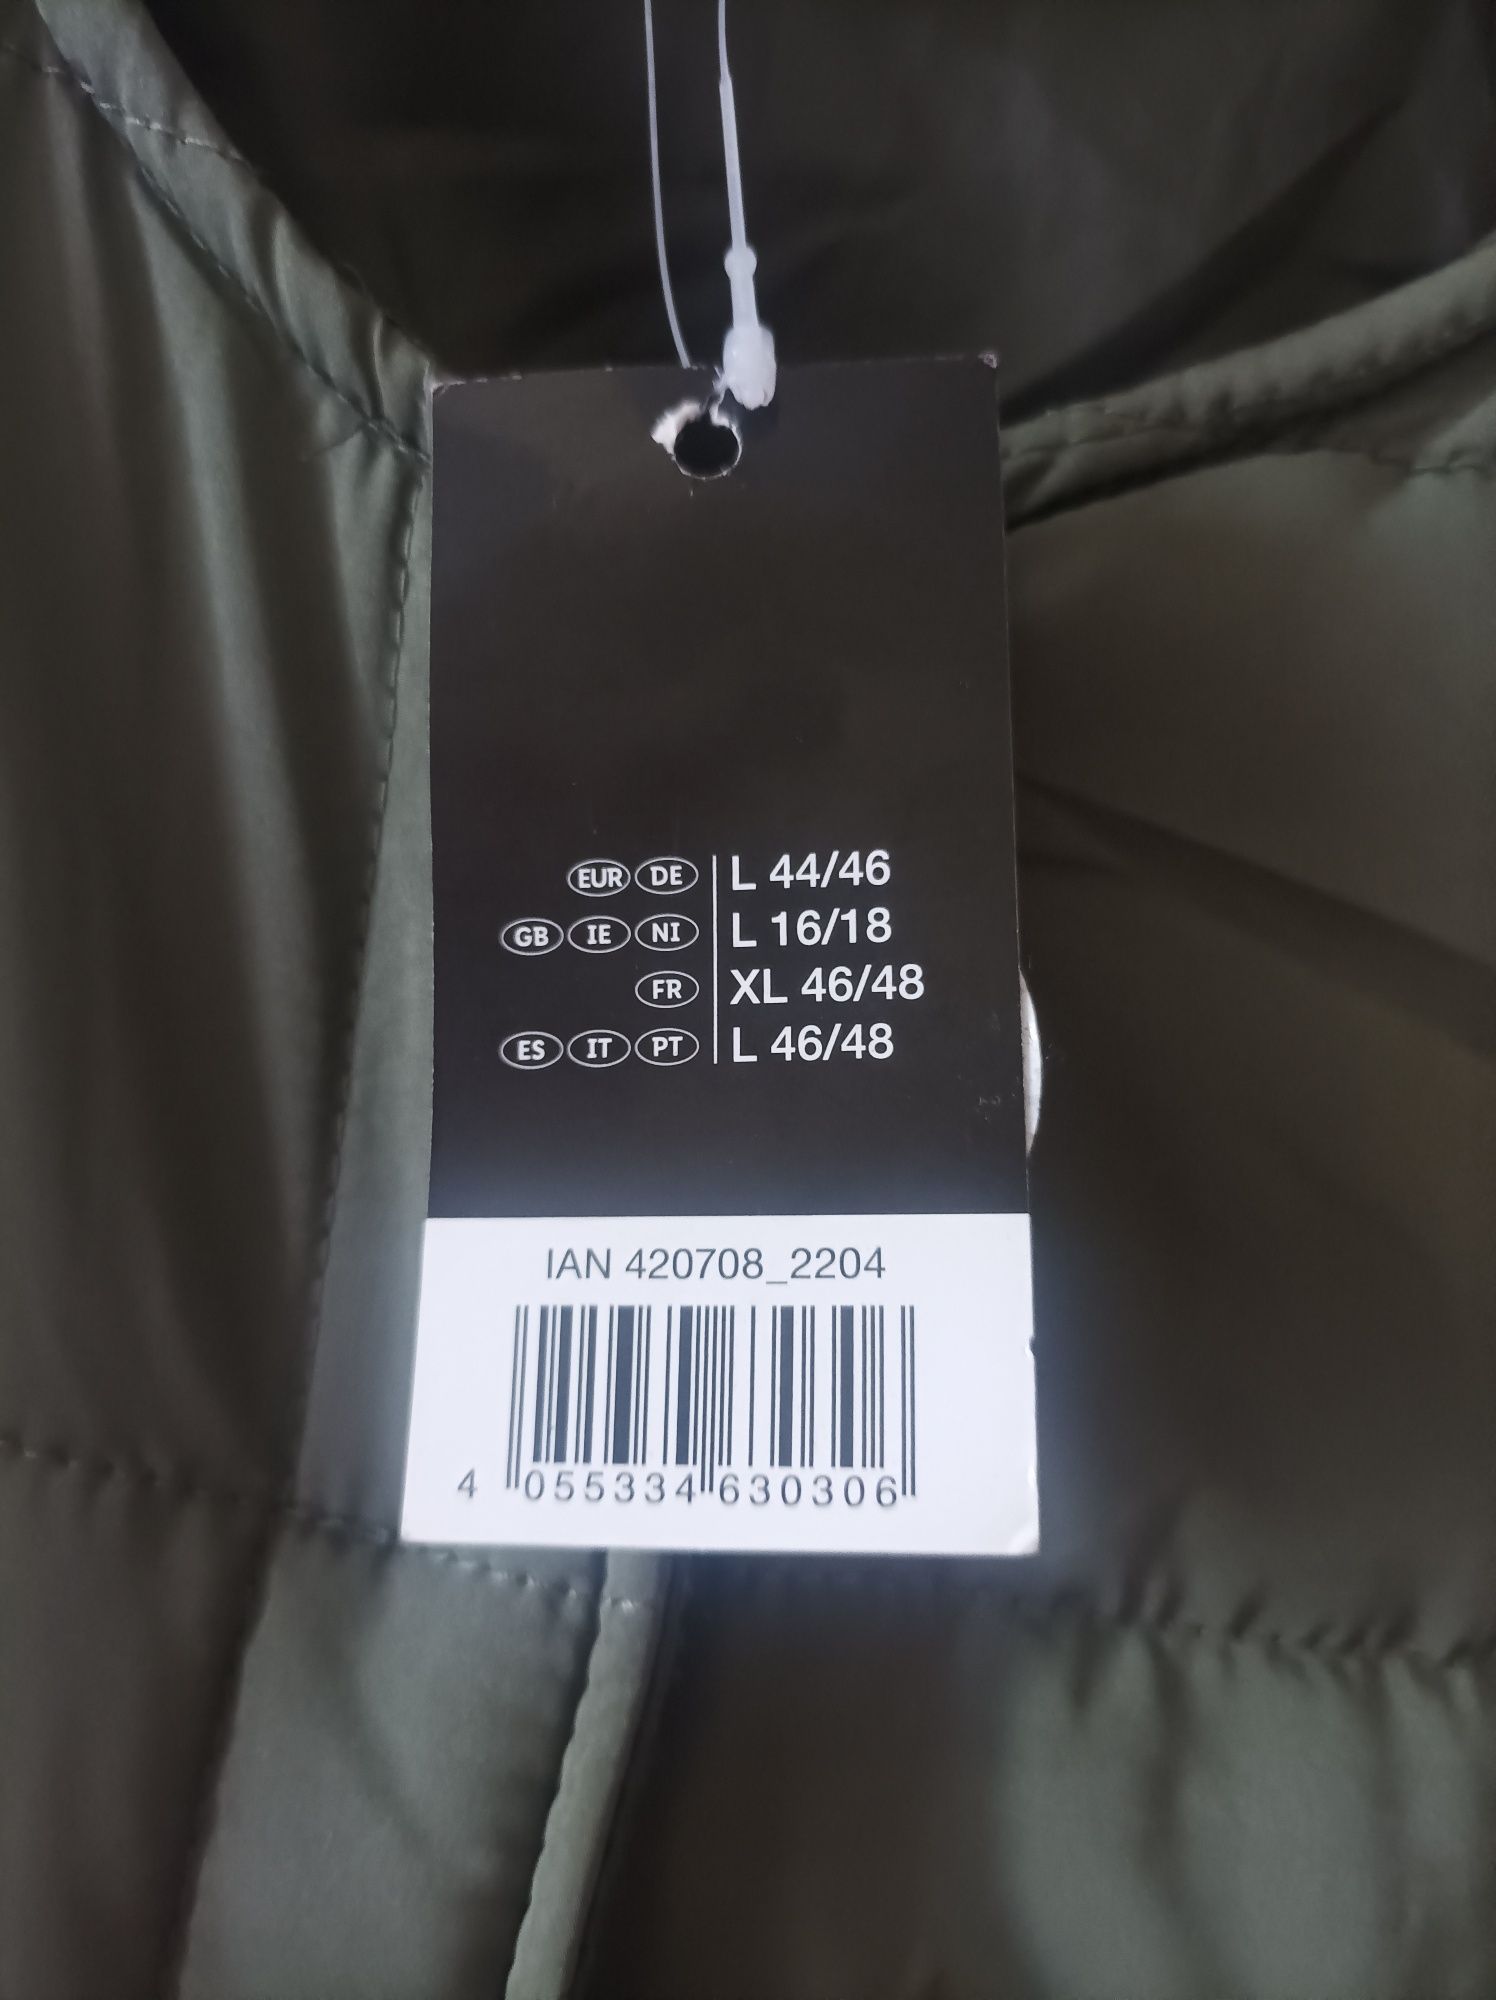 EUR DE L 44/46
GB IE NI L 16/18
FR XL 46/48
ES IT PT L 46/48
IAN 420708_2204
4 055334 630306